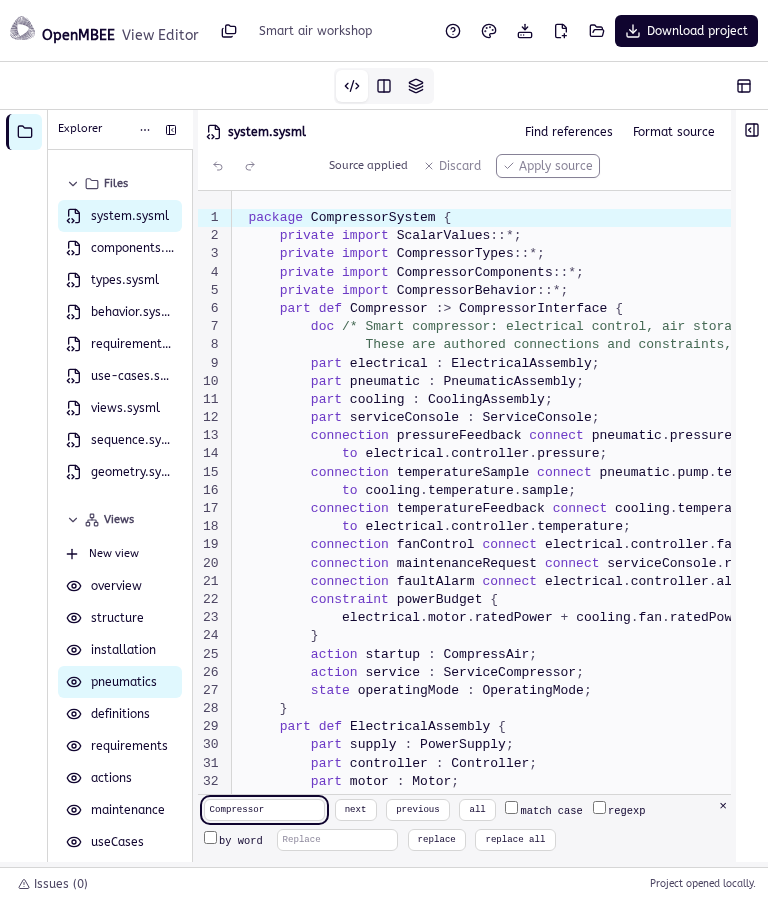 OpenMBEE View Editor
Smart air workshop
Download project
Explorer
...
system.sysml
Find references
Format source
Source applied
Discard
Apply source
Files
system.sysml
components....
types.sysml
behavior.sys...
requirement...
use-cases.s...
views.sysml
sequence.sy...
geometry.sy...
Views
New view
overview
structure
installation
pneumatics
definitions
requirements
actions
maintenance
useCases
1 package CompressorSystem {
2 private import ScalarValues::*;
3 private import CompressorTypes::*;
4 private import CompressorComponents::*;
5 private import CompressorBehavior::*;
6 part def Compressor :> CompressorInterface {
7 doc /* Smart compressor: electrical control, air stora
8 These are authored connections and constraints,
9 part electrical : ElectricalAssembly;
10 part pneumatic : PneumaticAssembly;
11 part cooling : CoolingAssembly;
12 part serviceConsole : ServiceConsole;
13 connection pressureFeedback connect pneumatic.pressure
14 to electrical.controller.pressure;
15 connection temperatureSample connect pneumatic.pump.te
16 to cooling.temperature.sample;
17 connection temperatureFeedback connect cooling.tempera
18 to electrical.controller.temperature;
19 connection fanControl connect electrical.controller.fa
20 connection maintenanceRequest connect serviceConsole.r
21 connection faultAlarm connect electrical.controller.al
22 constraint powerBudget {
23 electrical.motor.ratedPower + cooling.fan.ratedPow
24 }
25 action startup : CompressAir;
26 action service : ServiceCompressor;
27 state operatingMode : OperatingMode;
28 }
29 part def ElectricalAssembly {
30 part supply : PowerSupply;
31 part controller : Controller;
32 part motor : Motor;
Compressor next previous all match case regexp ×
by word Replace replace replace all
Issues (0)
Project opened locally.